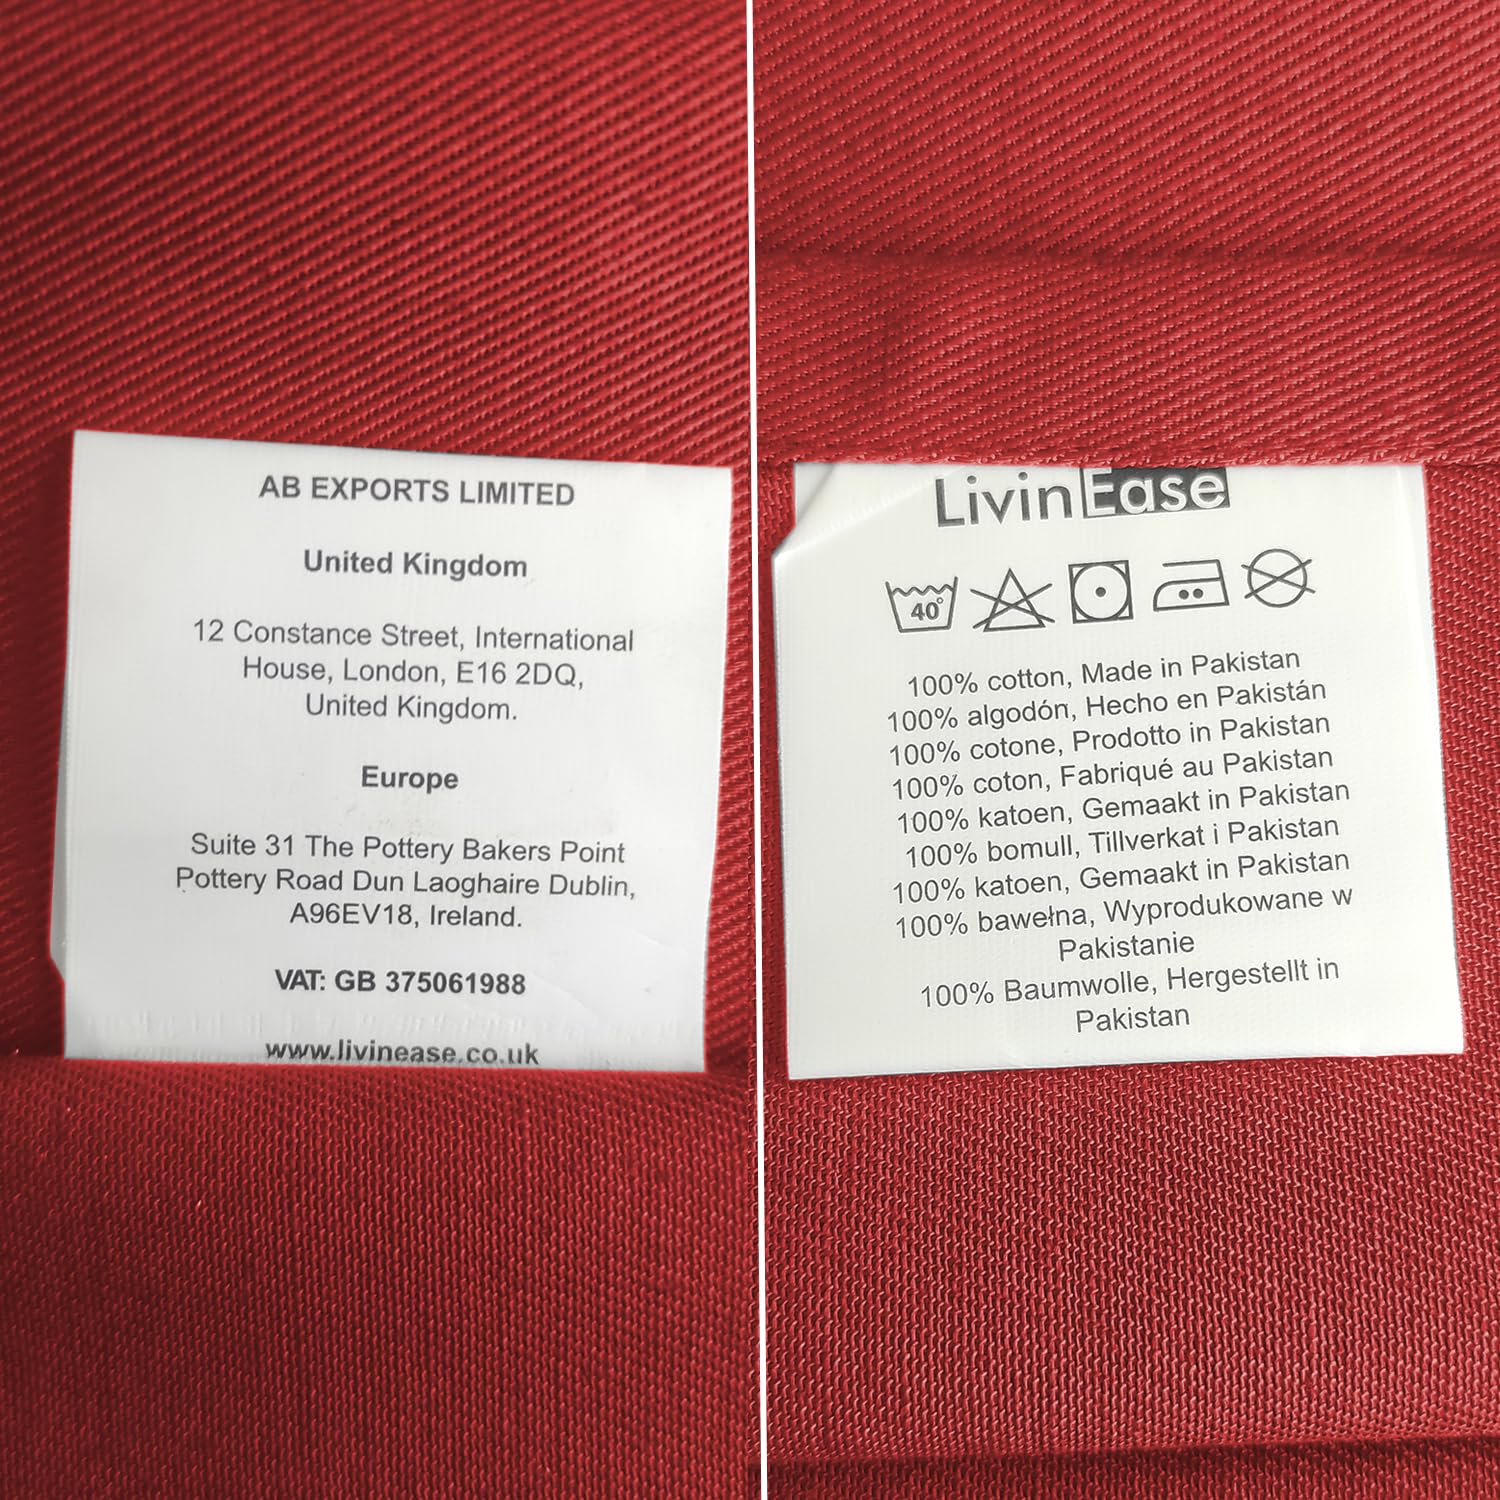 AB EXPORTS LIMITED
United Kingdom
12 Constance Street, International
House, London, E16 2DQ,
United Kingdom.
Europe
Suite 31 The Pottery Bakers Point
Pottery Road Dun Laoghaire Dublin,
A96EV18, Ireland.
VAT: GB 375061988
www.livinease.co.uk
LivinEase
40°
100% cotton, Made in Pakistan
100% algodón, Hecho en Pakistán
100% cotone, Prodotto in Pakistan
100% coton, Fabriqué au Pakistan
100% katoen, Gemaakt in Pakistan
100% bomull, Tillverkat i Pakistan
100% katoen, Gemaakt in Pakistan
100% bawełna, Wyprodukowane w
Pakistanie
100% Baumwolle, Hergestellt in
Pakistan